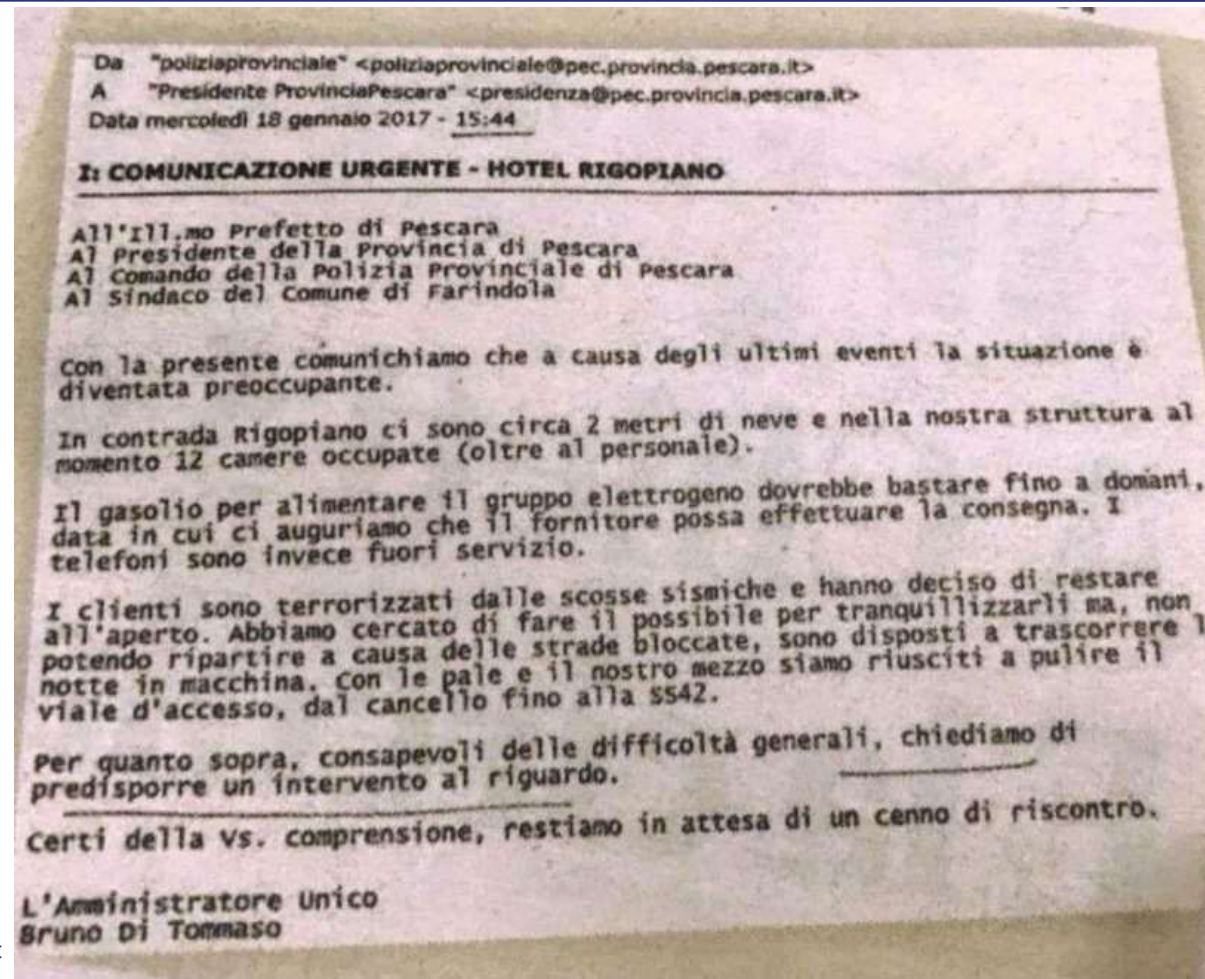 Da "poliziaprovinciale" <poliziaprovinciale@pec.provincia.pescara.it>
A "Presidente ProvinciaPescara" <presidenza@pec.provincia.pescara.it>
Data mercoledì 18 gennaio 2017 - 15:44
I: COMUNICAZIONE URGENTE - HOTEL RIGOPIANO
All'Ill.mo Prefetto di Pescara
Al Presidente della Provincia di Pescara
Al Comando della Polizia Provinciale di Pescara
Al Sindaco del Comune di Farindola
Con la presente comunichiamo che a causa degli ultimi eventi la situazione è
diventata preoccupante.
In contrada Rigopiano ci sono circa 2 metri di neve e nella nostra struttura al
momento 12 camere occupate (oltre al personale).
Il gasolio per alimentare il gruppo elettrogeno dovrebbe bastare fino a domani,
data in cui ci auguriamo che il fornitore possa effettuare la consegna. I
telefoni sono invece fuori servizio.
I clienti sono terrorizzati dalle scosse sismiche e hanno deciso di restare
all'aperto. Abbiamo cercato di fare il possibile per tranquillizzarli ma, non
potendo ripartire a causa delle strade bloccate, sono disposti a trascorrere l
notte in macchina. Con le pale e il nostro mezzo siamo riusciti a pulire il
viale d'accesso, dal cancello fino alla SS42.
Per quanto sopra, consapevoli delle difficoltà generali, chiediamo di
predisporre un intervento al riguardo.
Certi della Vs. comprensione, restiamo in attesa di un cenno di riscontro.
L'Amministratore Unico
Bruno Di Tommaso